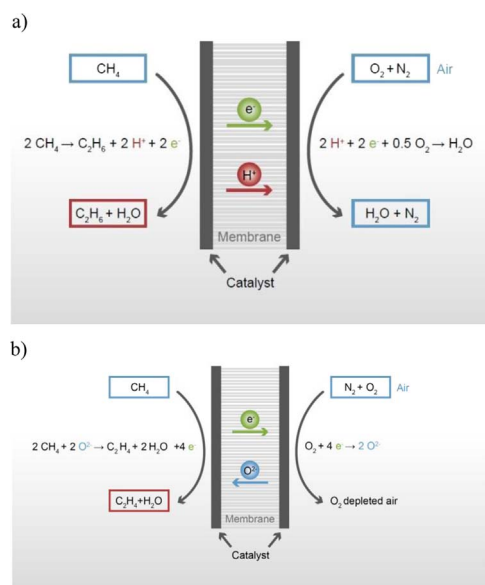 a)
CH₄
O₂ + N₂ Air
e⁻
2 CH₄ → C₂H₆ + 2 H⁺ + 2 e⁻
2 H⁺ + 2 e⁻ + 0.5 O₂ → H₂O
H⁺
C₂H₆ + H₂O
H₂O + N₂
Membrane
Catalyst
b)
CH₄
N₂ + O₂ Air
e⁻
2 CH₄ + 2 O²⁻ → C₂H₄ + 2 H₂O +4 e⁻
O₂ + 4 e⁻ → 2 O²⁻
O²⁻
C₂H₄+H₂O
O₂ depleted air
Membrane
Catalyst